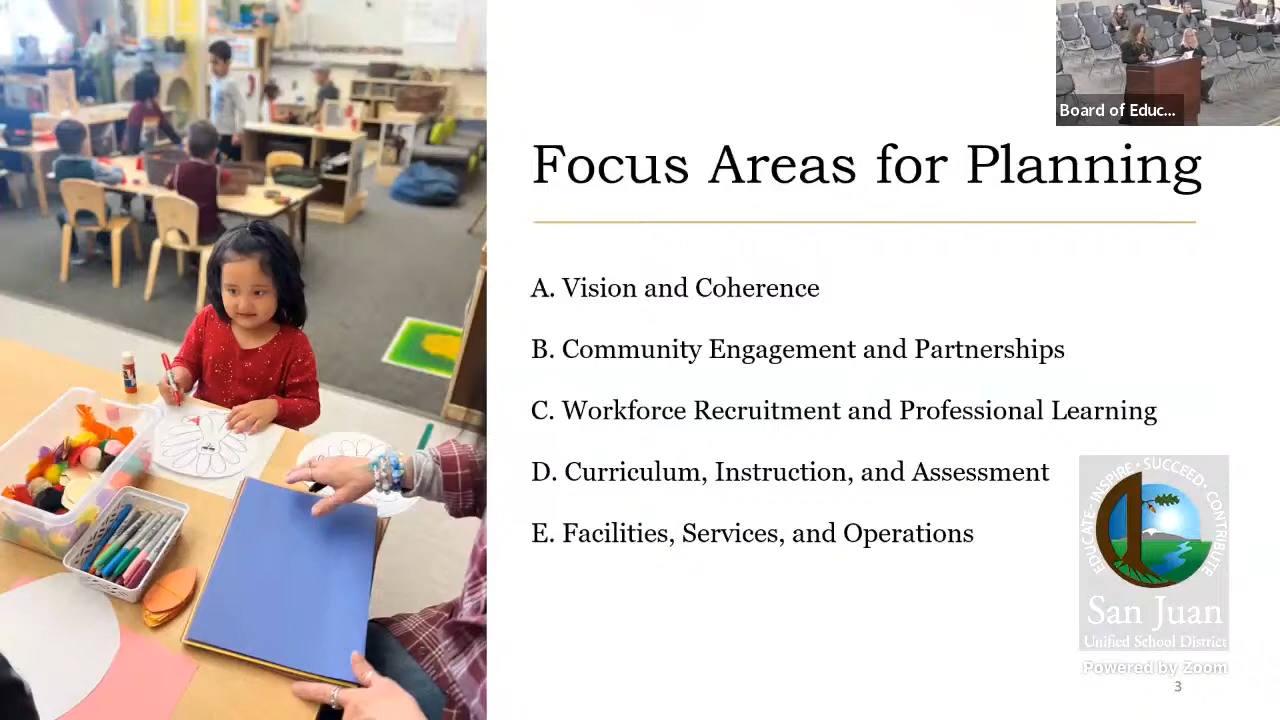 Board of Educ...
Focus Areas for Planning
A. Vision and Coherence
B. Community Engagement and Partnerships
C. Workforce Recruitment and Professional Learning
D. Curriculum, Instruction, and Assessment
E. Facilities, Services, and Operations
EDUCATE · INSPIRE · SUCCEED · CONTRIBUTE
San Juan
Unified School District
Powered by Zoom
3